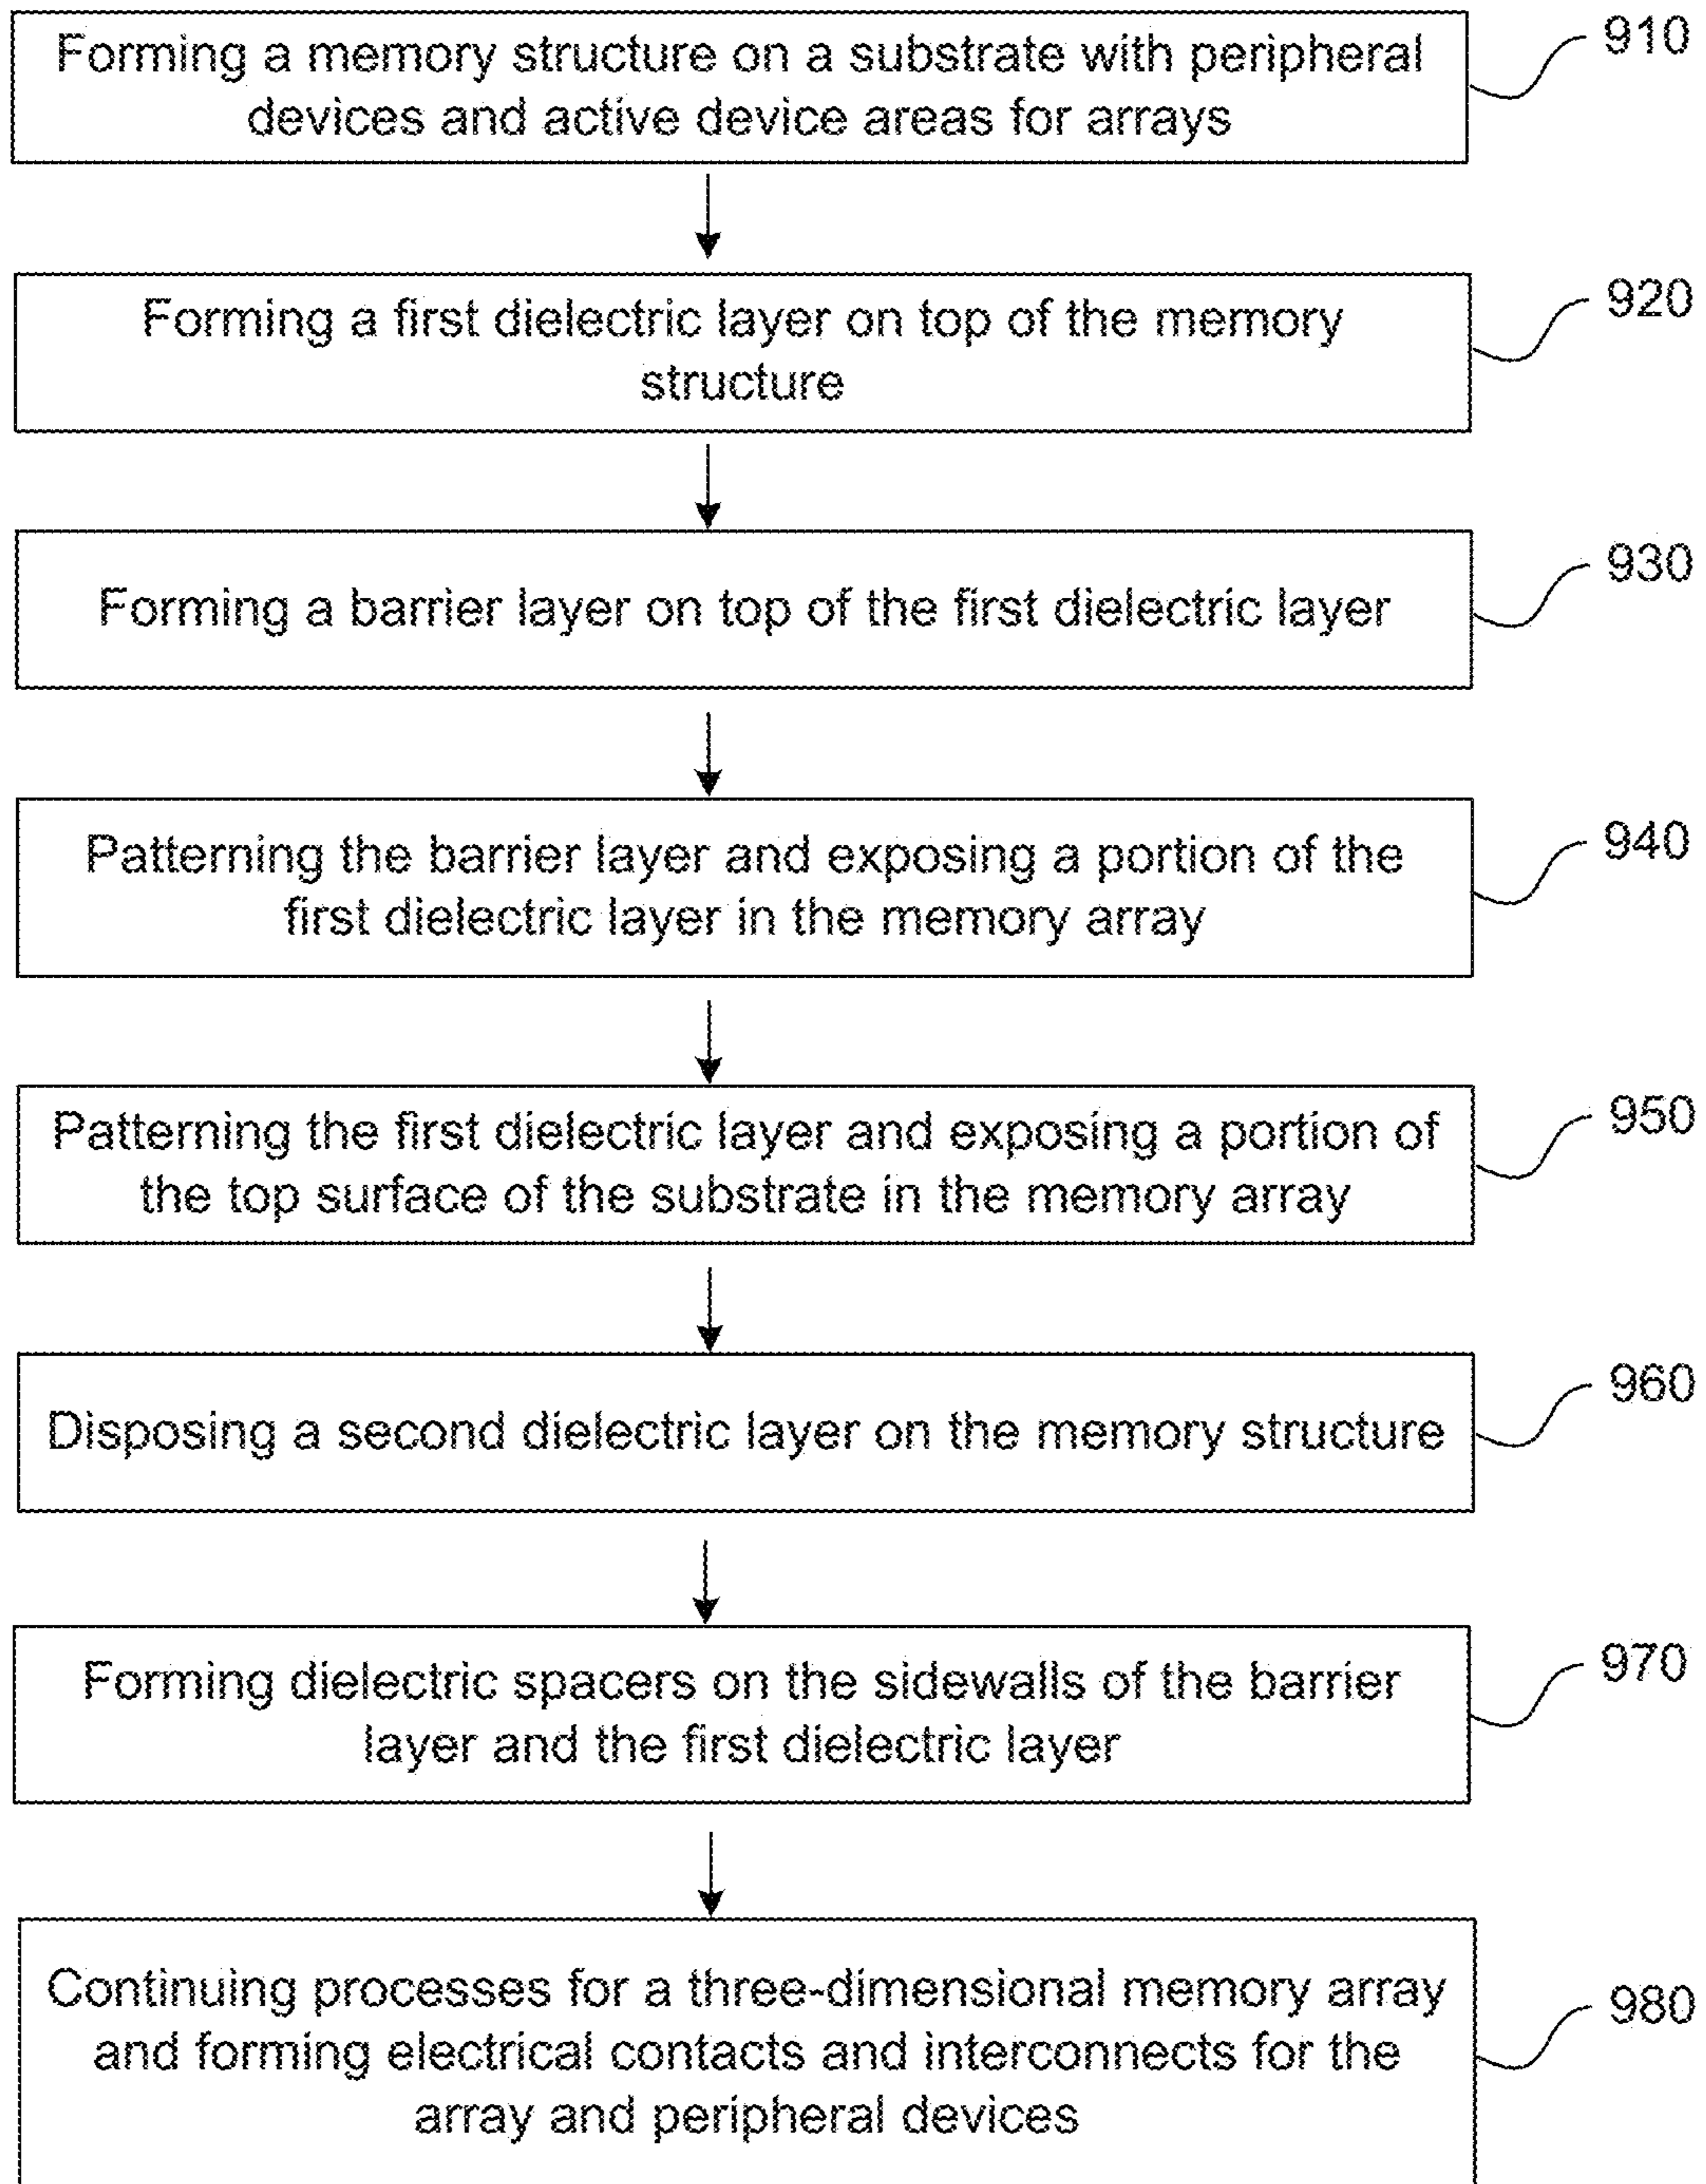 Forming a memory structure on a substrate with peripheral
devices and active device areas for arrays
910
Forming a first dielectric layer on top of the memory
structure
920
Forming a barrier layer on top of the first dielectric layer
930
Patterning the barrier layer and exposing a portion of the
first dielectric layer in the memory array
940
Patterning the first dielectric layer and exposing a portion of
the top surface of the substrate in the memory array
950
Disposing a second dielectric layer on the memory structure
960
Forming dielectric spacers on the sidewalls of the barrier
layer and the first dielectric layer
970
Continuing processes for a three-dimensional memory array
and forming electrical contacts and interconnects for the
array and peripheral devices
980